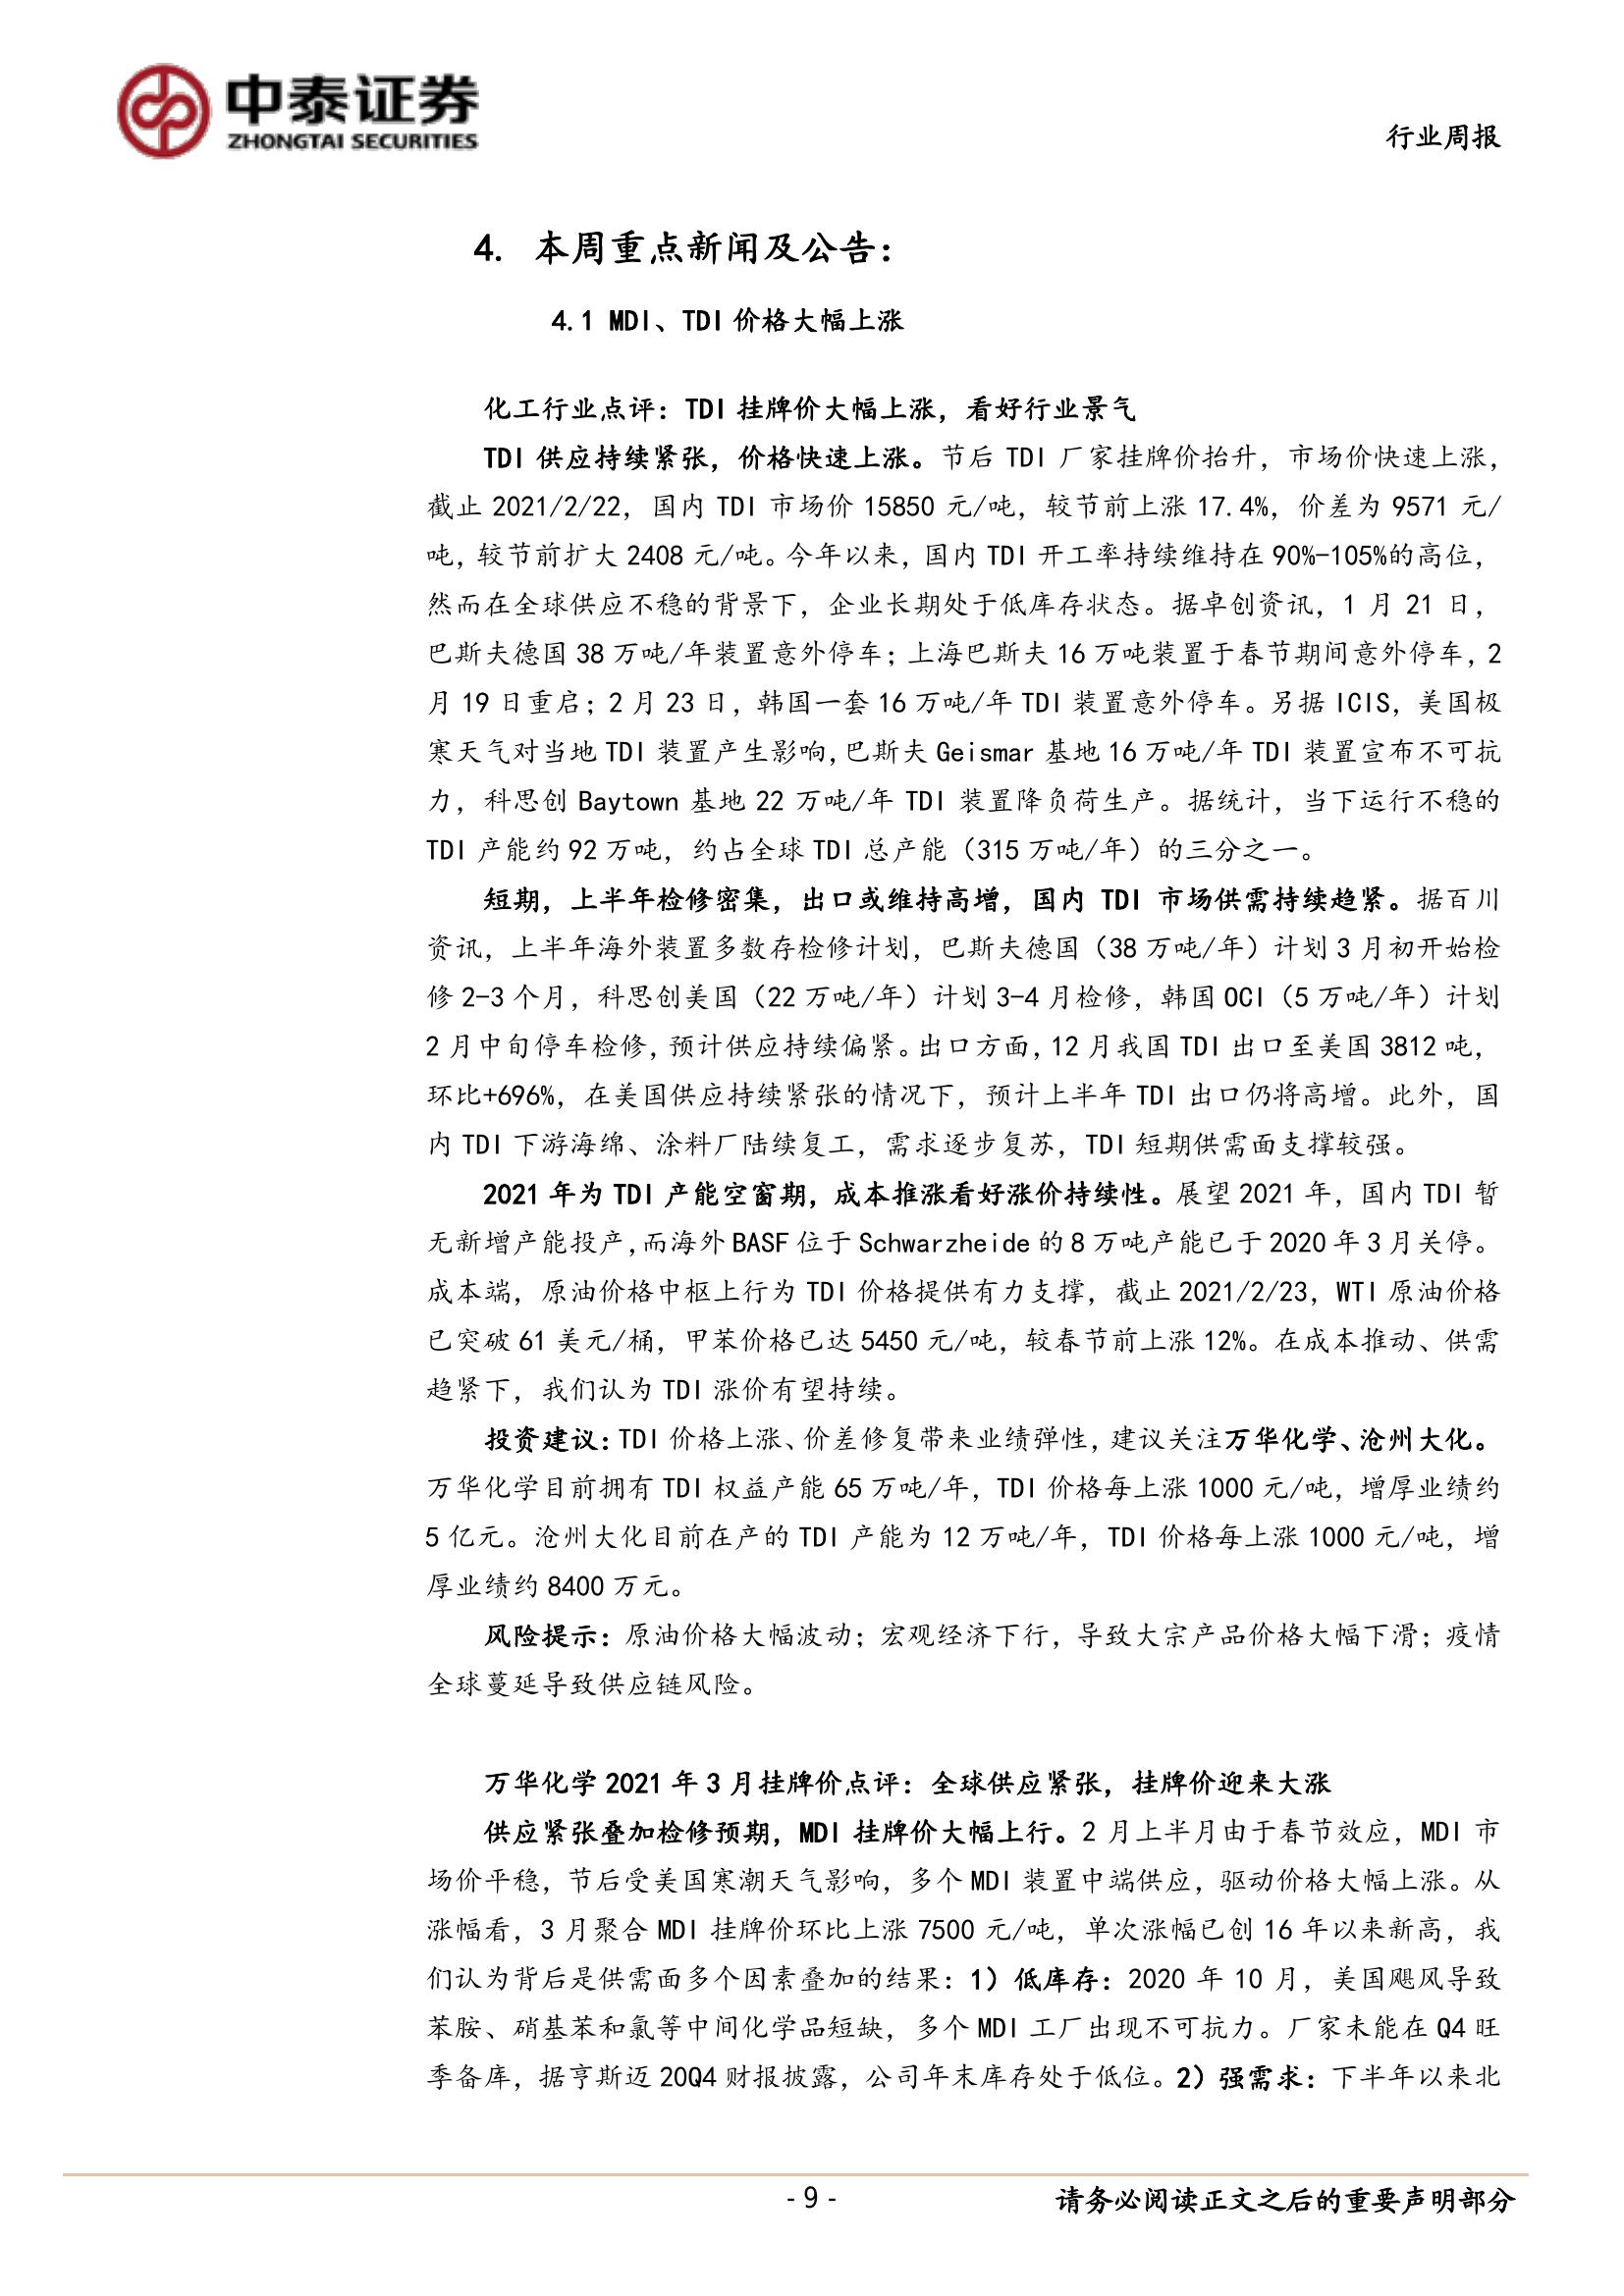 中泰证券
ZHONGTAI SECURITIES
行业周报
4. 本周重点新闻及公告：
4.1 MDI、TDI 价格大幅上涨
化工行业点评：TDI 挂牌价大幅上涨，看好行业景气
TDI 供应持续紧张，价格快速上涨。节后 TDI 厂家挂牌价抬升，市场价快速上涨，
截止 2021/2/22，国内 TDI 市场价 15850 元/吨，较节前上涨 17.4%，价差为 9571 元/
吨，较节前扩大 2408 元/吨。今年以来，国内 TDI 开工率持续维持在 90%-105%的高位，
然而在全球供应不稳的背景下，企业长期处于低库存状态。据卓创资讯，1 月 21 日，
巴斯夫德国 38 万吨/年装置意外停车；上海巴斯夫 16 万吨装置于春节期间意外停车，2
月 19 日重启；2 月 23 日，韩国一套 16 万吨/年 TDI 装置意外停车。另据 ICIS，美国极
寒天气对当地 TDI 装置产生影响，巴斯夫 Geismar 基地 16 万吨/年 TDI 装置宣布不可抗
力，科思创 Baytown 基地 22 万吨/年 TDI 装置降负荷生产。据统计，当下运行不稳的
TDI 产能约 92 万吨，约占全球 TDI 总产能（315 万吨/年）的三分之一。
短期，上半年检修密集，出口或维持高增，国内 TDI 市场供需持续趋紧。据百川
资讯，上半年海外装置多数存检修计划，巴斯夫德国（38 万吨/年）计划 3 月初开始检
修 2-3 个月，科思创美国（22 万吨/年）计划 3-4 月检修，韩国 OCI（5 万吨/年）计划
2 月中旬停车检修，预计供应持续偏紧。出口方面，12 月我国 TDI 出口至美国 3812 吨，
环比+696%，在美国供应持续紧张的情况下，预计上半年 TDI 出口仍将高增。此外，国
内 TDI 下游海绵、涂料厂陆续复工，需求逐步复苏，TDI 短期供需面支撑较强。
2021 年为 TDI 产能空窗期，成本推涨看好涨价持续性。展望 2021 年，国内 TDI 暂
无新增产能投产，而海外 BASF 位于 Schwarzheide 的 8 万吨产能已于 2020 年 3 月关停。
成本端，原油价格中枢上行为 TDI 价格提供有力支撑，截止 2021/2/23，WTI 原油价格
已突破 61 美元/桶，甲苯价格已达 5450 元/吨，较春节前上涨 12%。在成本推动、供需
趋紧下，我们认为 TDI 涨价有望持续。
投资建议：TDI 价格上涨、价差修复带来业绩弹性，建议关注万华化学、沧州大化。
万华化学目前拥有 TDI 权益产能 65 万吨/年，TDI 价格每上涨 1000 元/吨，增厚业绩约
5 亿元。沧州大化目前在产的 TDI 产能为 12 万吨/年，TDI 价格每上涨 1000 元/吨，增
厚业绩约 8400 万元。
风险提示：原油价格大幅波动；宏观经济下行，导致大宗产品价格大幅下滑；疫情
全球蔓延导致供应链风险。
万华化学 2021 年 3 月挂牌价点评：全球供应紧张，挂牌价迎来大涨
供应紧张叠加检修预期，MDI 挂牌价大幅上行。2 月上半月由于春节效应，MDI 市
场价平稳，节后受美国寒潮天气影响，多个 MDI 装置中端供应，驱动价格大幅上涨。从
涨幅看，3 月聚合 MDI 挂牌价环比上涨 7500 元/吨，单次涨幅已创 16 年以来新高，我
们认为背后是供需面多个因素叠加的结果：1）低库存：2020 年 10 月，美国飓风导致
苯胺、硝基苯和氯等中间化学品短缺，多个 MDI 工厂出现不可抗力。厂家未能在 Q4 旺
季备库，据亨斯迈 20Q4 财报披露，公司年末库存处于低位。2）强需求：下半年以来北
- 9 -
请务必阅读正文之后的重要声明部分